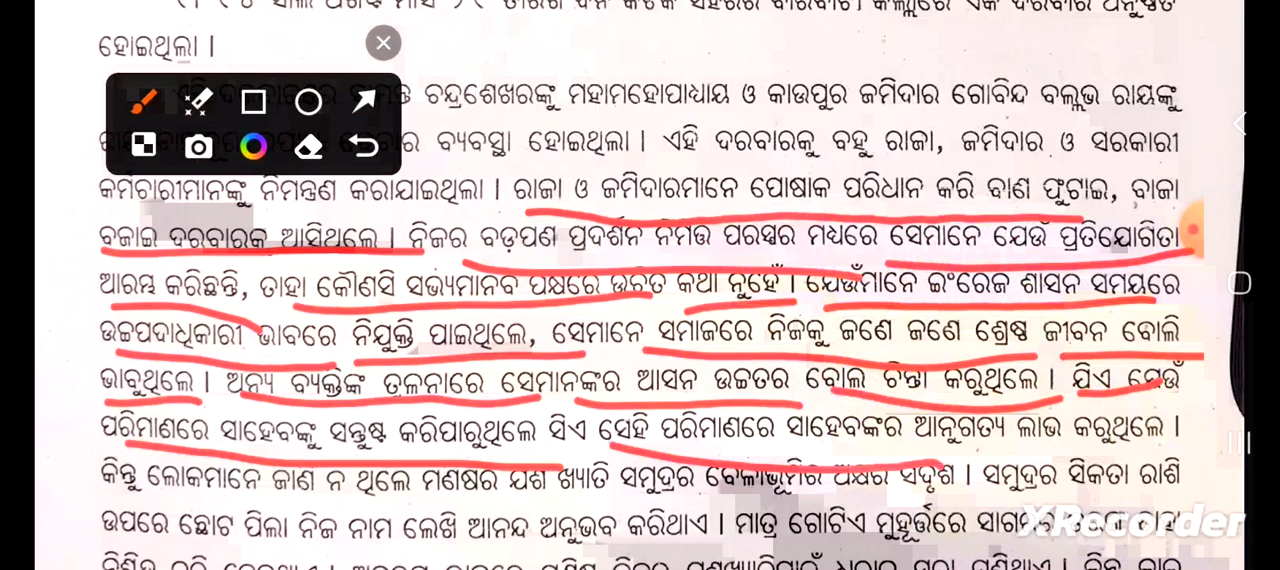 ହୋଇଥିଲା ।
ଚନ୍ଦ୍ରଶେଖରଙ୍କୁ ମହାମହୋପାଧ୍ୟାୟ ଓ କାଉପୁର ଜମିଦାର ଗୋବିନ୍ଦ ବଲ୍ଲଭ ରାୟଙ୍କୁ
ବ୍ୟବସ୍ଥା ହୋଇଥିଲା । ଏହି ଦରବାରକୁ ବହୁ ରାଜା, ଜମିଦାର ଓ ସରକାରୀ
କର୍ମଚାରୀମାନଙ୍କୁ ନିମନ୍ତ୍ରଣ କରାଯାଇଥିଲା । ରାଜା ଓ ଜମିଦାରମାନେ ପୋଷାକ ପରିଧାନ କରି ବାଣ ଫୁଟାଇ, ବାଜା
ବଜାଇ ଦରବାରକୁ ଆସିଥିଲେ । ନିଜର ବଡ଼ପଣ ପ୍ରଦର୍ଶନ ନିମନ୍ତେ ପରସ୍ପର ମଧ୍ୟରେ ସେମାନେ ଯେଉଁ ପ୍ରତିଯୋଗିତା
ଆରମ୍ଭ କରିଛନ୍ତି, ତାହା କୌଣସି ସଭ୍ୟମାନବ ପକ୍ଷରେ ଉଚିତ କଥା ନୁହେଁ । ଯେଉଁମାନେ ଇଂରେଜ ଶାସନ ସମୟରେ
ଉଚ୍ଚପଦାଧିକାରୀ ଭାବରେ ନିଯୁକ୍ତି ପାଇଥିଲେ, ସେମାନେ ସମାଜରେ ନିଜକୁ ଜଣେ ଜଣେ ଶ୍ରେଷ୍ଠ ଜୀବନ ବୋଲି
ଭାବୁଥିଲେ । ଅନ୍ୟ ବ୍ୟକ୍ତିଙ୍କ ତୁଳନାରେ ସେମାନଙ୍କର ଆସନ ଉଚ୍ଚତର ବୋଲି ଚିନ୍ତା କରୁଥିଲେ । ଯିଏ ଯେଉଁ
ପରିମାଣରେ ସାହେବଙ୍କୁ ସନ୍ତୁଷ୍ଟ କରିପାରୁଥିଲେ ସିଏ ସେହି ପରିମାଣରେ ସାହେବଙ୍କର ଆନୁଗତ୍ୟ ଲାଭ କରୁଥିଲେ ।
କିନ୍ତୁ ଲୋକମାନେ ଜାଣି ନ ଥିଲେ ମଣିଷର ଯଶ ଖ୍ୟାତି ସମୁଦ୍ରର ବେଳାଭୂମିର ଅକ୍ଷର ସଦୃଶ । ସମୁଦ୍ରର ସିକତା ରାଶି
ଉପରେ ଛୋଟ ପିଲା ନିଜ ନାମ ଲେଖି ଆନନ୍ଦ ଅନୁଭବ କରିଥାଏ । ମାତ୍ର ଗୋଟିଏ ମୁହୂର୍ତ୍ତରେ
XRecorder